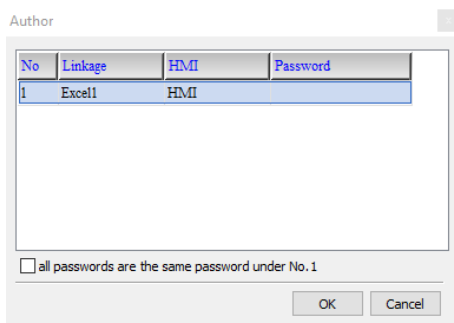 Author
No Linkage HMI Password
1 Excel1 HMI
all passwords are the same password under No.1
OK Cancel